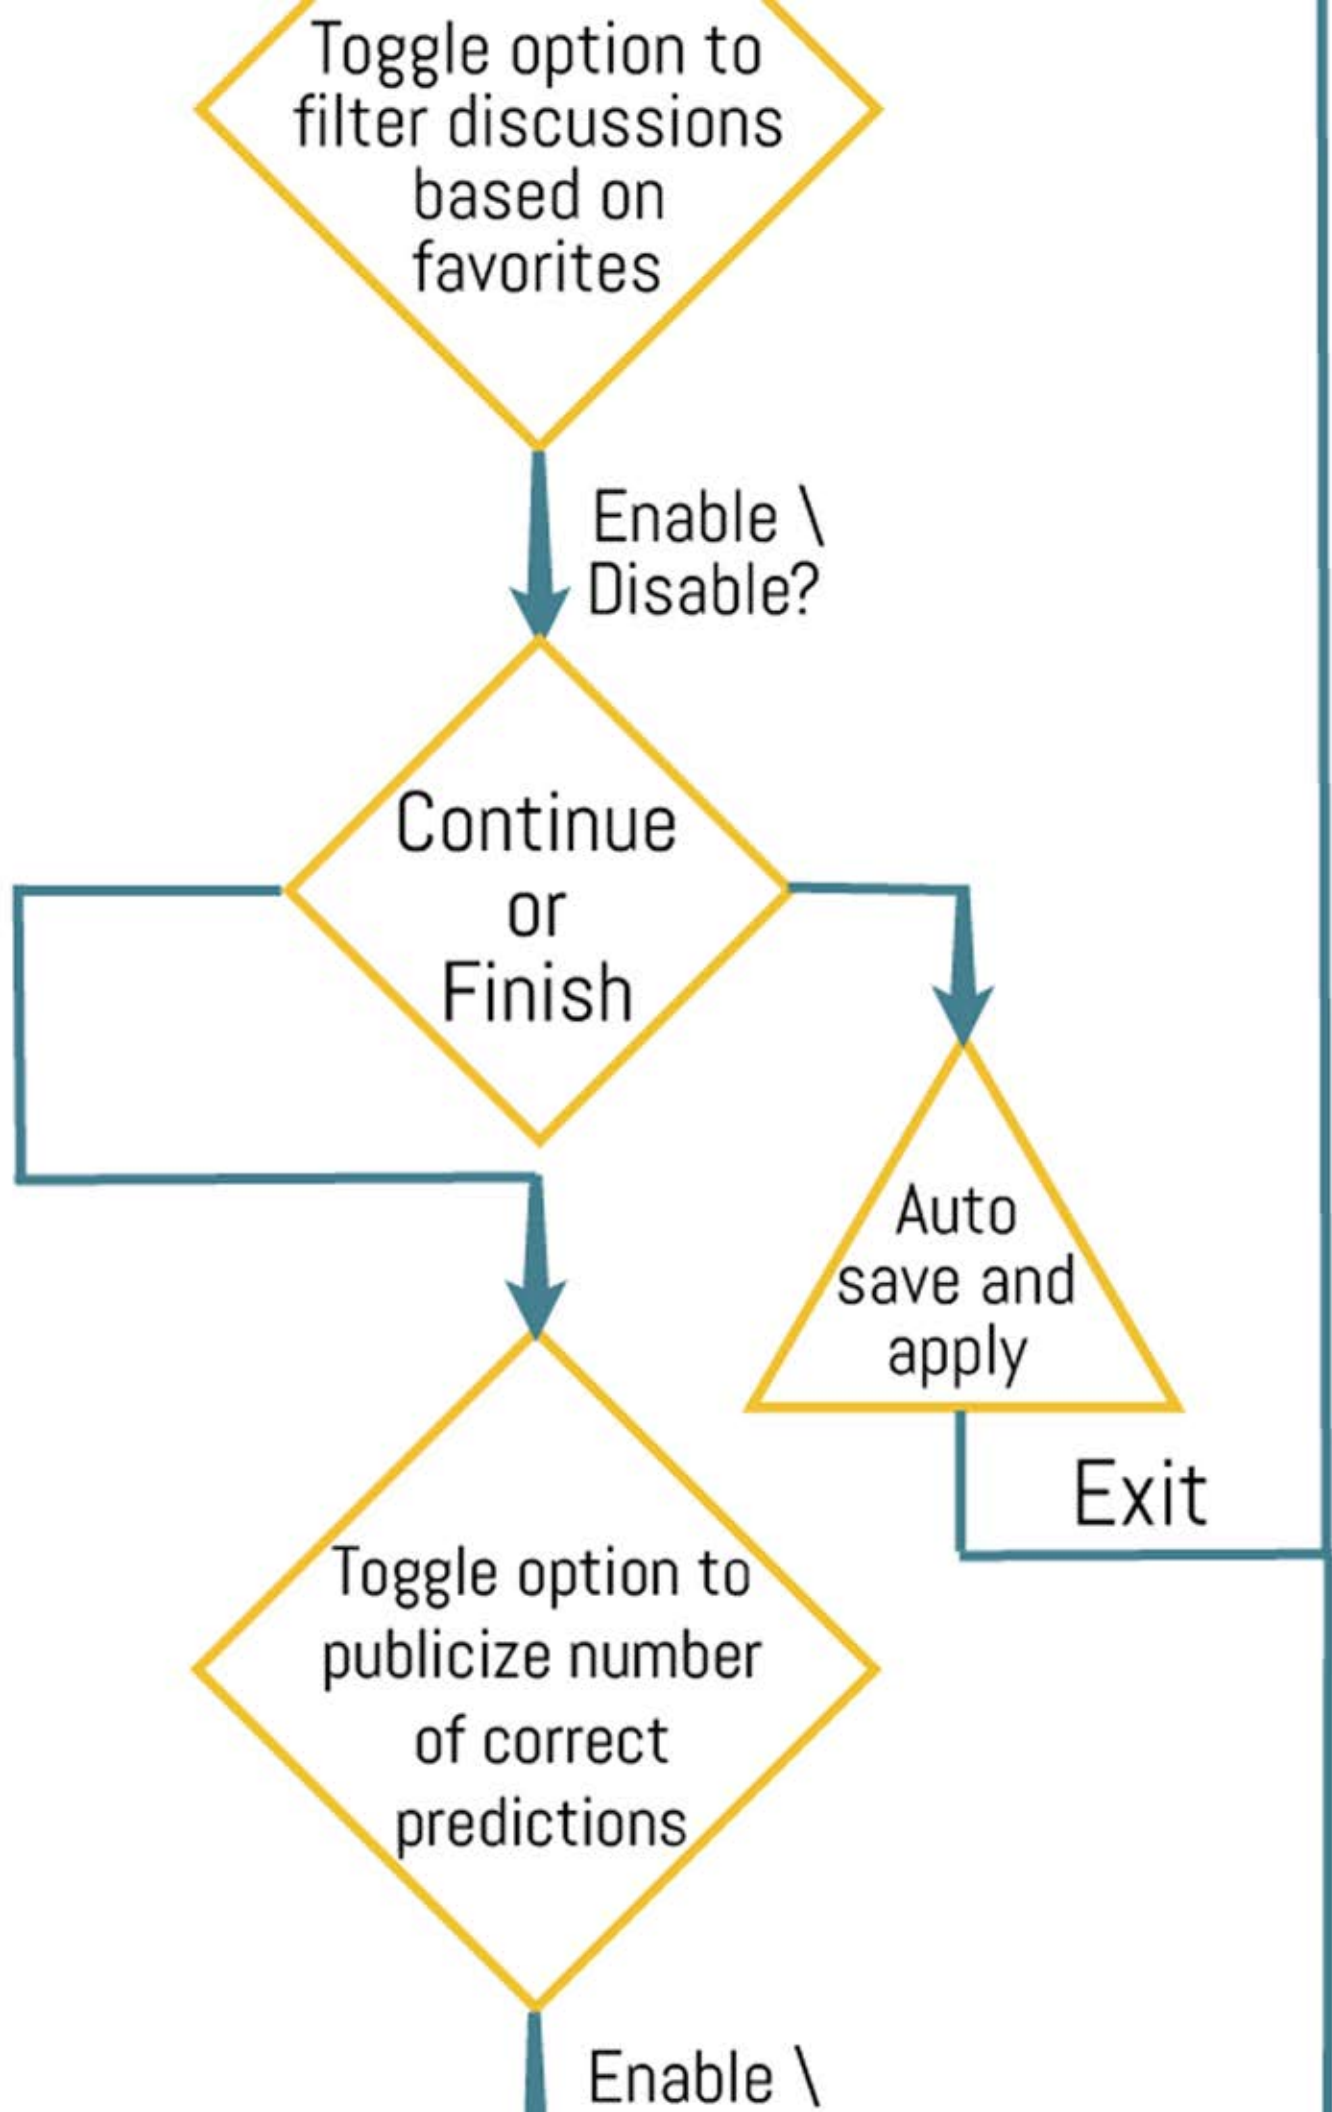 Toggle option to
filter discussions
based on
favorites
Enable \
Disable?
Continue
or
Finish
Auto
save and
apply
Exit
Toggle option to
publicize number
of correct
predictions
Enable \